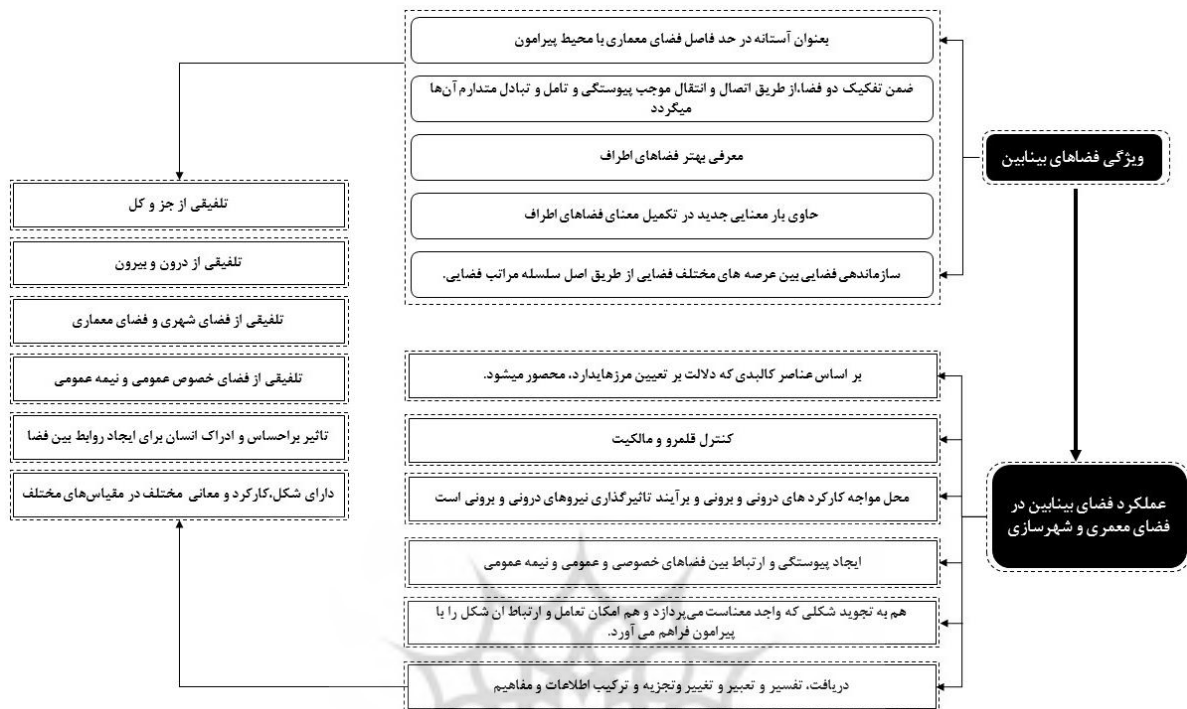 ویژگی فضاهای بینابین
بعنوان آستانه در حد فاصل فضای معماری با محیط پیرامون
ضمن تفکیک دو فضا،از طریق اتصال و انتقال موجب پیوستگی و تامل و تبادل متدارم آن‌ها
میگردد
معرفی بهتر فضاهای اطراف
حاوی بار معنایی جدید در تکمیل معنای فضاهای اطراف
سازماندهی فضایی بین عرصه های مختلف فضایی از طریق اصل سلسله مراتب فضایی.
عملکرد فضای بینابین در
فضای معمری و شهرسازی
بر اساس عناصر کالبدی که دلالت بر تعیین مرزهایدارد، محصور میشود.
کنترل قلمرو و مالکیت
محل مواجه کارکرد های درونی و برونی و برآیند تاثیرگذاری نیروهای درونی و برونی است
ایجاد پیوستگی و ارتباط بین فضاهای خصوصی و عمومی و نیمه عمومی
هم به تجوید شکلی که واجد معناست می‌پردازد و هم امکان تعامل و ارتباط ان شکل را با
پیرامون فراهم می آورد.
دریافت، تفسیر و تعبیر و تغییر وتجزیه و ترکیب اطلاعات و مفاهیم
تلفیقی از جز و کل
تلفیقی از درون و بیرون
تلفیقی از فضای شهری و فضای معماری
تلفیقی از فضای خصوص عمومی و نیمه عمومی
تاثیر براحساس و ادراک انسان برای ایجاد روابط بین فضا
دارای شکل،کارکرد و معانی مختلف در مقیاس‌های مختلف